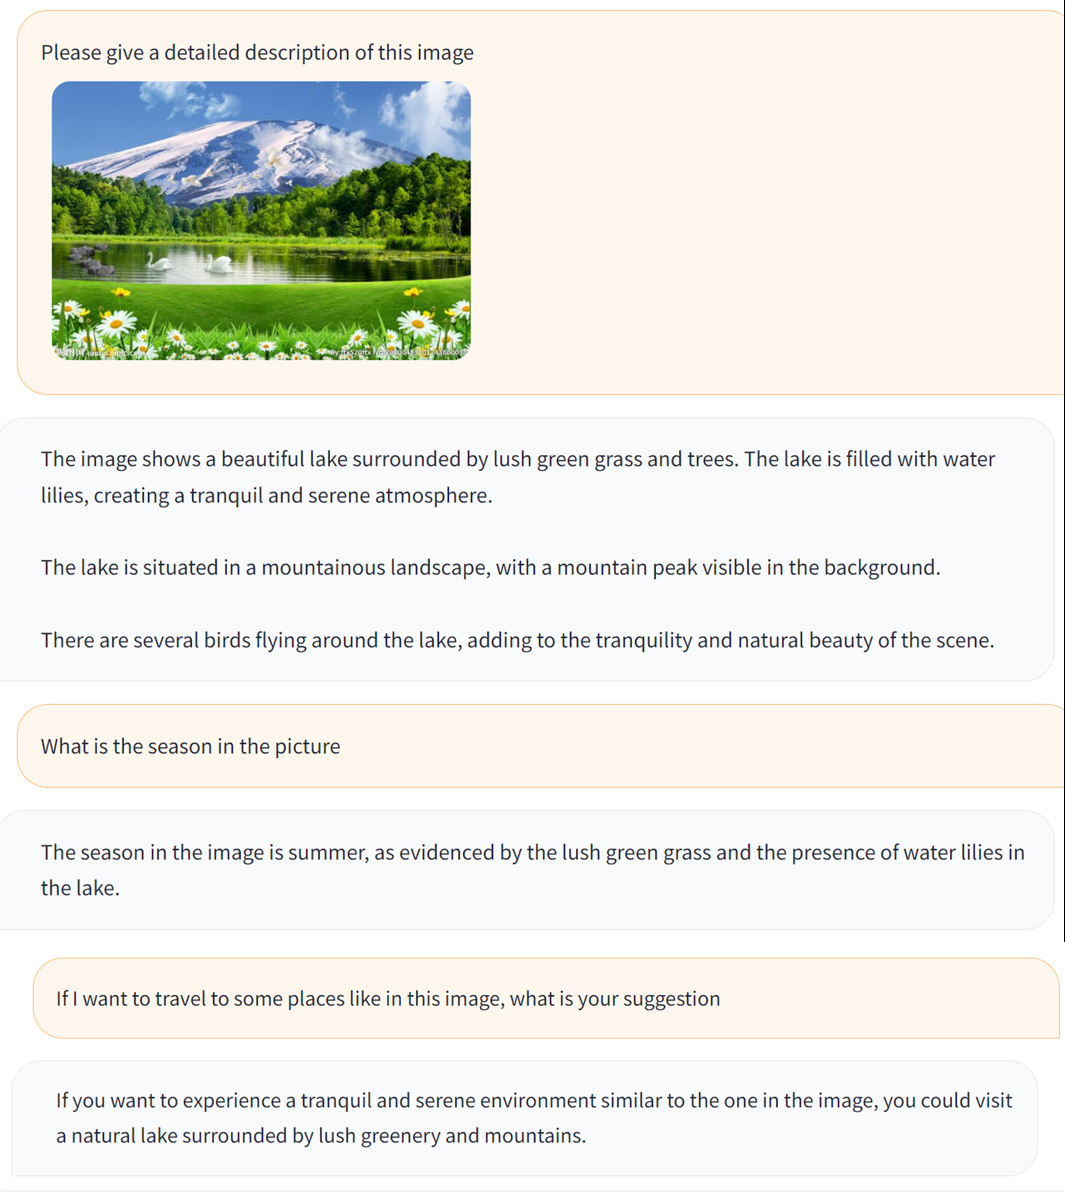 Please give a detailed description of this image
The image shows a beautiful lake surrounded by lush green grass and trees. The lake is filled with water
lilies, creating a tranquil and serene atmosphere.
The lake is situated in a mountainous landscape, with a mountain peak visible in the background.
There are several birds flying around the lake, adding to the tranquility and natural beauty of the scene.
What is the season in the picture
The season in the image is summer, as evidenced by the lush green grass and the presence of water lilies in
the lake.
If I want to travel to some places like in this image, what is your suggestion
If you want to experience a tranquil and serene environment similar to the one in the image, you could visit
a natural lake surrounded by lush greenery and mountains.